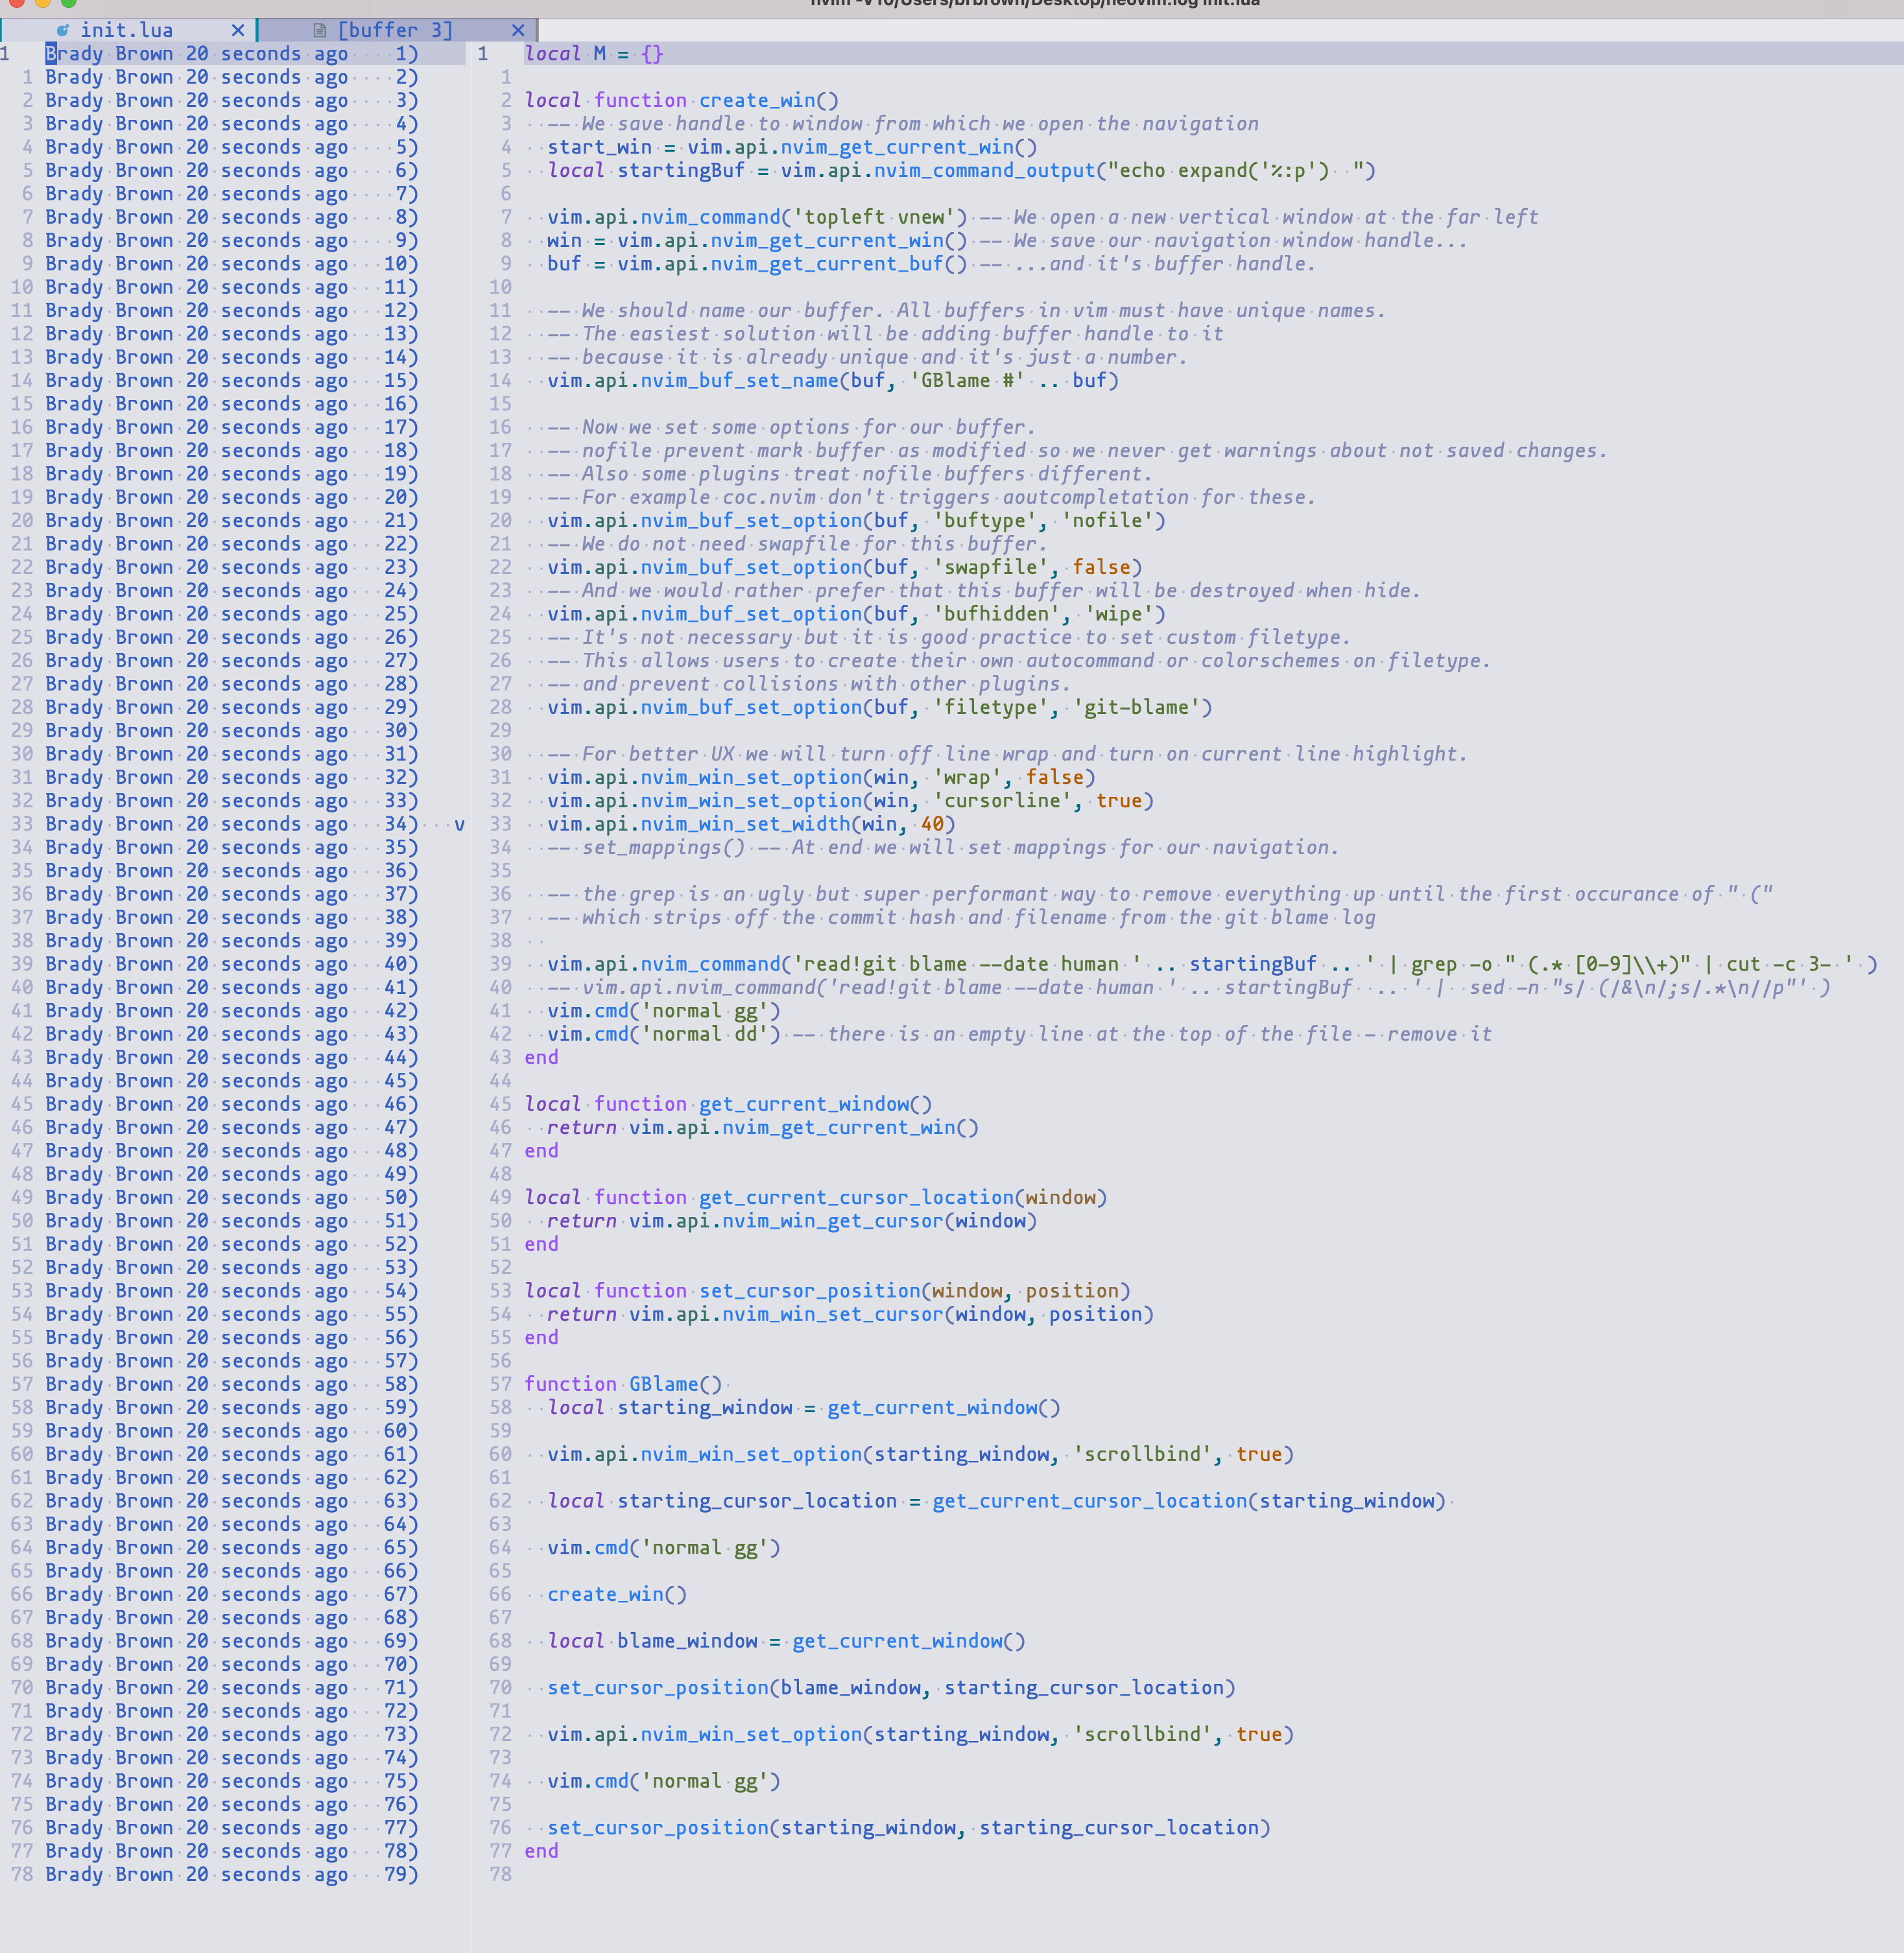 nvim -V10/Users/brbrown/Desktop/neovim.log init.lua
init.lua ✕ [buffer 3] ✕
1 Brady Brown 20 seconds ago 1)
1 Brady Brown 20 seconds ago 2)
2 Brady Brown 20 seconds ago 3)
3 Brady Brown 20 seconds ago 4)
4 Brady Brown 20 seconds ago 5)
5 Brady Brown 20 seconds ago 6)
6 Brady Brown 20 seconds ago 7)
7 Brady Brown 20 seconds ago 8)
8 Brady Brown 20 seconds ago 9)
9 Brady Brown 20 seconds ago 10)
10 Brady Brown 20 seconds ago 11)
11 Brady Brown 20 seconds ago 12)
12 Brady Brown 20 seconds ago 13)
13 Brady Brown 20 seconds ago 14)
14 Brady Brown 20 seconds ago 15)
15 Brady Brown 20 seconds ago 16)
16 Brady Brown 20 seconds ago 17)
17 Brady Brown 20 seconds ago 18)
18 Brady Brown 20 seconds ago 19)
19 Brady Brown 20 seconds ago 20)
20 Brady Brown 20 seconds ago 21)
21 Brady Brown 20 seconds ago 22)
22 Brady Brown 20 seconds ago 23)
23 Brady Brown 20 seconds ago 24)
24 Brady Brown 20 seconds ago 25)
25 Brady Brown 20 seconds ago 26)
26 Brady Brown 20 seconds ago 27)
27 Brady Brown 20 seconds ago 28)
28 Brady Brown 20 seconds ago 29)
29 Brady Brown 20 seconds ago 30)
30 Brady Brown 20 seconds ago 31)
31 Brady Brown 20 seconds ago 32)
32 Brady Brown 20 seconds ago 33)
33 Brady Brown 20 seconds ago 34) v
34 Brady Brown 20 seconds ago 35)
35 Brady Brown 20 seconds ago 36)
36 Brady Brown 20 seconds ago 37)
37 Brady Brown 20 seconds ago 38)
38 Brady Brown 20 seconds ago 39)
39 Brady Brown 20 seconds ago 40)
40 Brady Brown 20 seconds ago 41)
41 Brady Brown 20 seconds ago 42)
42 Brady Brown 20 seconds ago 43)
43 Brady Brown 20 seconds ago 44)
44 Brady Brown 20 seconds ago 45)
45 Brady Brown 20 seconds ago 46)
46 Brady Brown 20 seconds ago 47)
47 Brady Brown 20 seconds ago 48)
48 Brady Brown 20 seconds ago 49)
49 Brady Brown 20 seconds ago 50)
50 Brady Brown 20 seconds ago 51)
51 Brady Brown 20 seconds ago 52)
52 Brady Brown 20 seconds ago 53)
53 Brady Brown 20 seconds ago 54)
54 Brady Brown 20 seconds ago 55)
55 Brady Brown 20 seconds ago 56)
56 Brady Brown 20 seconds ago 57)
57 Brady Brown 20 seconds ago 58)
58 Brady Brown 20 seconds ago 59)
59 Brady Brown 20 seconds ago 60)
60 Brady Brown 20 seconds ago 61)
61 Brady Brown 20 seconds ago 62)
62 Brady Brown 20 seconds ago 63)
63 Brady Brown 20 seconds ago 64)
64 Brady Brown 20 seconds ago 65)
65 Brady Brown 20 seconds ago 66)
66 Brady Brown 20 seconds ago 67)
67 Brady Brown 20 seconds ago 68)
68 Brady Brown 20 seconds ago 69)
69 Brady Brown 20 seconds ago 70)
70 Brady Brown 20 seconds ago 71)
71 Brady Brown 20 seconds ago 72)
72 Brady Brown 20 seconds ago 73)
73 Brady Brown 20 seconds ago 74)
74 Brady Brown 20 seconds ago 75)
75 Brady Brown 20 seconds ago 76)
76 Brady Brown 20 seconds ago 77)
77 Brady Brown 20 seconds ago 78)
78 Brady Brown 20 seconds ago 79)
1 local M = {}
1
2 local function create_win()
3 -- We save handle to window from which we open the navigation
4 start_win = vim.api.nvim_get_current_win()
5 local startingBuf = vim.api.nvim_command_output("echo expand('%:p')  ")
6
7 vim.api.nvim_command('topleft vnew') -- We open a new vertical window at the far left
8 win = vim.api.nvim_get_current_win() -- We save our navigation window handle...
9 buf = vim.api.nvim_get_current_buf() -- ...and it's buffer handle.
10
11 -- We should name our buffer. All buffers in vim must have unique names.
12 -- The easiest solution will be adding buffer handle to it
13 -- because it is already unique and it's just a number.
14 vim.api.nvim_buf_set_name(buf, 'GBlame #' .. buf)
15
16 -- Now we set some options for our buffer.
17 -- nofile prevent mark buffer as modified so we never get warnings about not saved changes.
18 -- Also some plugins treat nofile buffers different.
19 -- For example coc.nvim don't triggers aoutcompletation for these.
20 vim.api.nvim_buf_set_option(buf, 'buftype', 'nofile')
21 -- We do not need swapfile for this buffer.
22 vim.api.nvim_buf_set_option(buf, 'swapfile', false)
23 -- And we would rather prefer that this buffer will be destroyed when hide.
24 vim.api.nvim_buf_set_option(buf, 'bufhidden', 'wipe')
25 -- It's not necessary but it is good practice to set custom filetype.
26 -- This allows users to create their own autocommand or colorschemes on filetype.
27 -- and prevent collisions with other plugins.
28 vim.api.nvim_buf_set_option(buf, 'filetype', 'git-blame')
29
30 -- For better UX we will turn off line wrap and turn on current line highlight.
31 vim.api.nvim_win_set_option(win, 'wrap', false)
32 vim.api.nvim_win_set_option(win, 'cursorline', true)
33 vim.api.nvim_win_set_width(win, 40)
34 -- set_mappings() -- At end we will set mappings for our navigation.
35
36 -- the grep is an ugly but super performant way to remove everything up until the first occurance of " ("
37 -- which strips off the commit hash and filename from the git blame log
38
39 vim.api.nvim_command('read!git blame --date human ' .. startingBuf .. ' | grep -o " (.* [0-9]\\+)" | cut -c 3- ' )
40 -- vim.api.nvim_command('read!git blame --date human ' .. startingBuf  .. ' |  sed -n "s/ (/&\n/;s/.*\n//p"' )
41 vim.cmd('normal gg')
42 vim.cmd('normal dd') -- there is an empty line at the top of the file - remove it
43 end
44
45 local function get_current_window()
46 return vim.api.nvim_get_current_win()
47 end
48
49 local function get_current_cursor_location(window)
50 return vim.api.nvim_win_get_cursor(window)
51 end
52
53 local function set_cursor_position(window, position)
54 return vim.api.nvim_win_set_cursor(window, position)
55 end
56
57 function GBlame()
58 local starting_window = get_current_window()
59
60 vim.api.nvim_win_set_option(starting_window, 'scrollbind', true)
61
62 local starting_cursor_location = get_current_cursor_location(starting_window)
63
64 vim.cmd('normal gg')
65
66 create_win()
67
68 local blame_window = get_current_window()
69
70 set_cursor_position(blame_window, starting_cursor_location)
71
72 vim.api.nvim_win_set_option(starting_window, 'scrollbind', true)
73
74 vim.cmd('normal gg')
75
76 set_cursor_position(starting_window, starting_cursor_location)
77 end
78